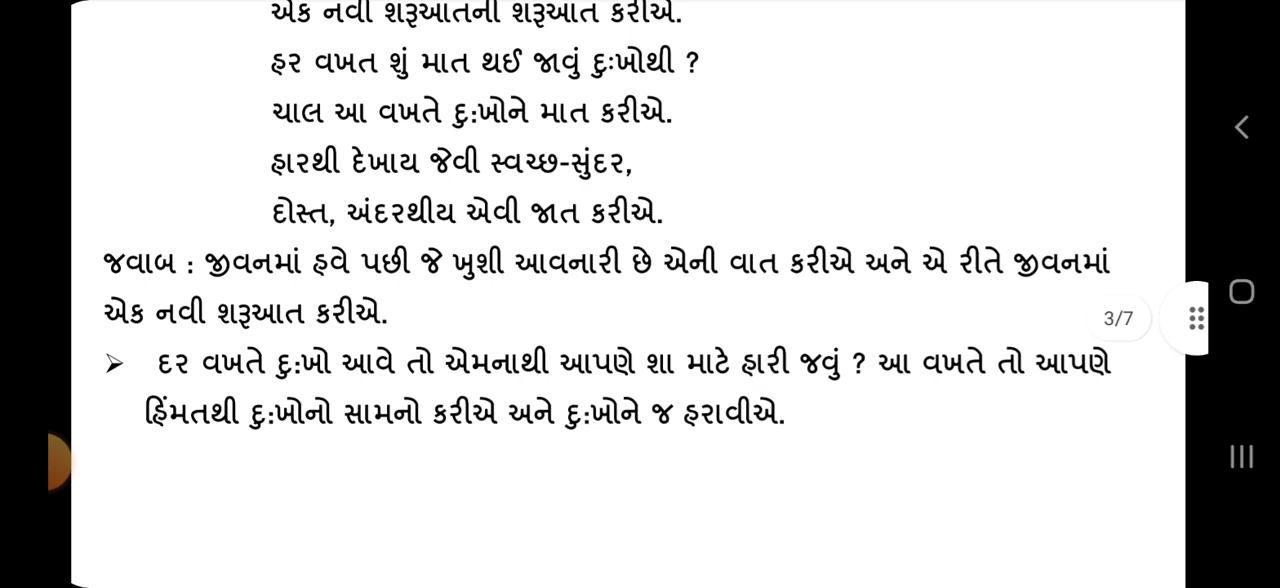 એક નવી શરૂઆતની શરૂઆત કરીએ.
હર વખત શું માત થઈ જાવું દુઃખોથી ?
ચાલ આ વખતે દુ:ખોને માત કરીએ.
હારથી દેખાય જેવી સ્વચ્છ-સુંદર,
દોસ્ત, અંદરથીય એવી જાત કરીએ.
જવાબ : જીવનમાં હવે પછી જે ખુશી આવનારી છે એની વાત કરીએ અને એ રીતે જીવનમાં
એક નવી શરૂઆત કરીએ.
3/7
➢ દર વખતે દુ:ખો આવે તો એમનાથી આપણે શા માટે હારી જવું ? આ વખતે તો આપણે
હિંમતથી દુ:ખોનો સામનો કરીએ અને દુ:ખોને જ હરાવીએ.